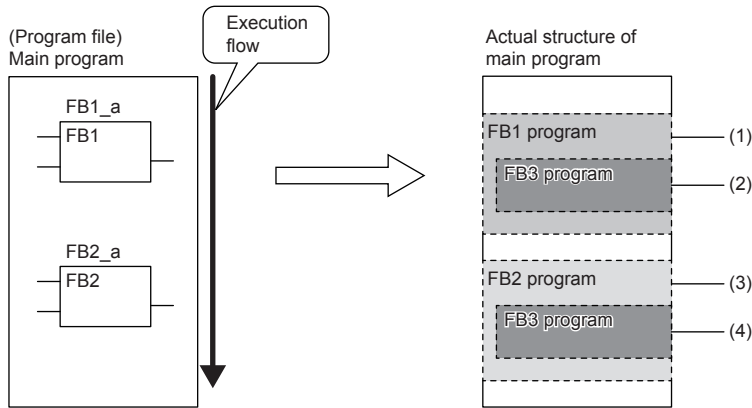 (Program file)
Main program
Execution
flow
FB1_a
FB1
FB2_a
FB2
Actual structure of
main program
FB1 program
(1)
FB3 program
(2)
FB2 program
(3)
FB3 program
(4)